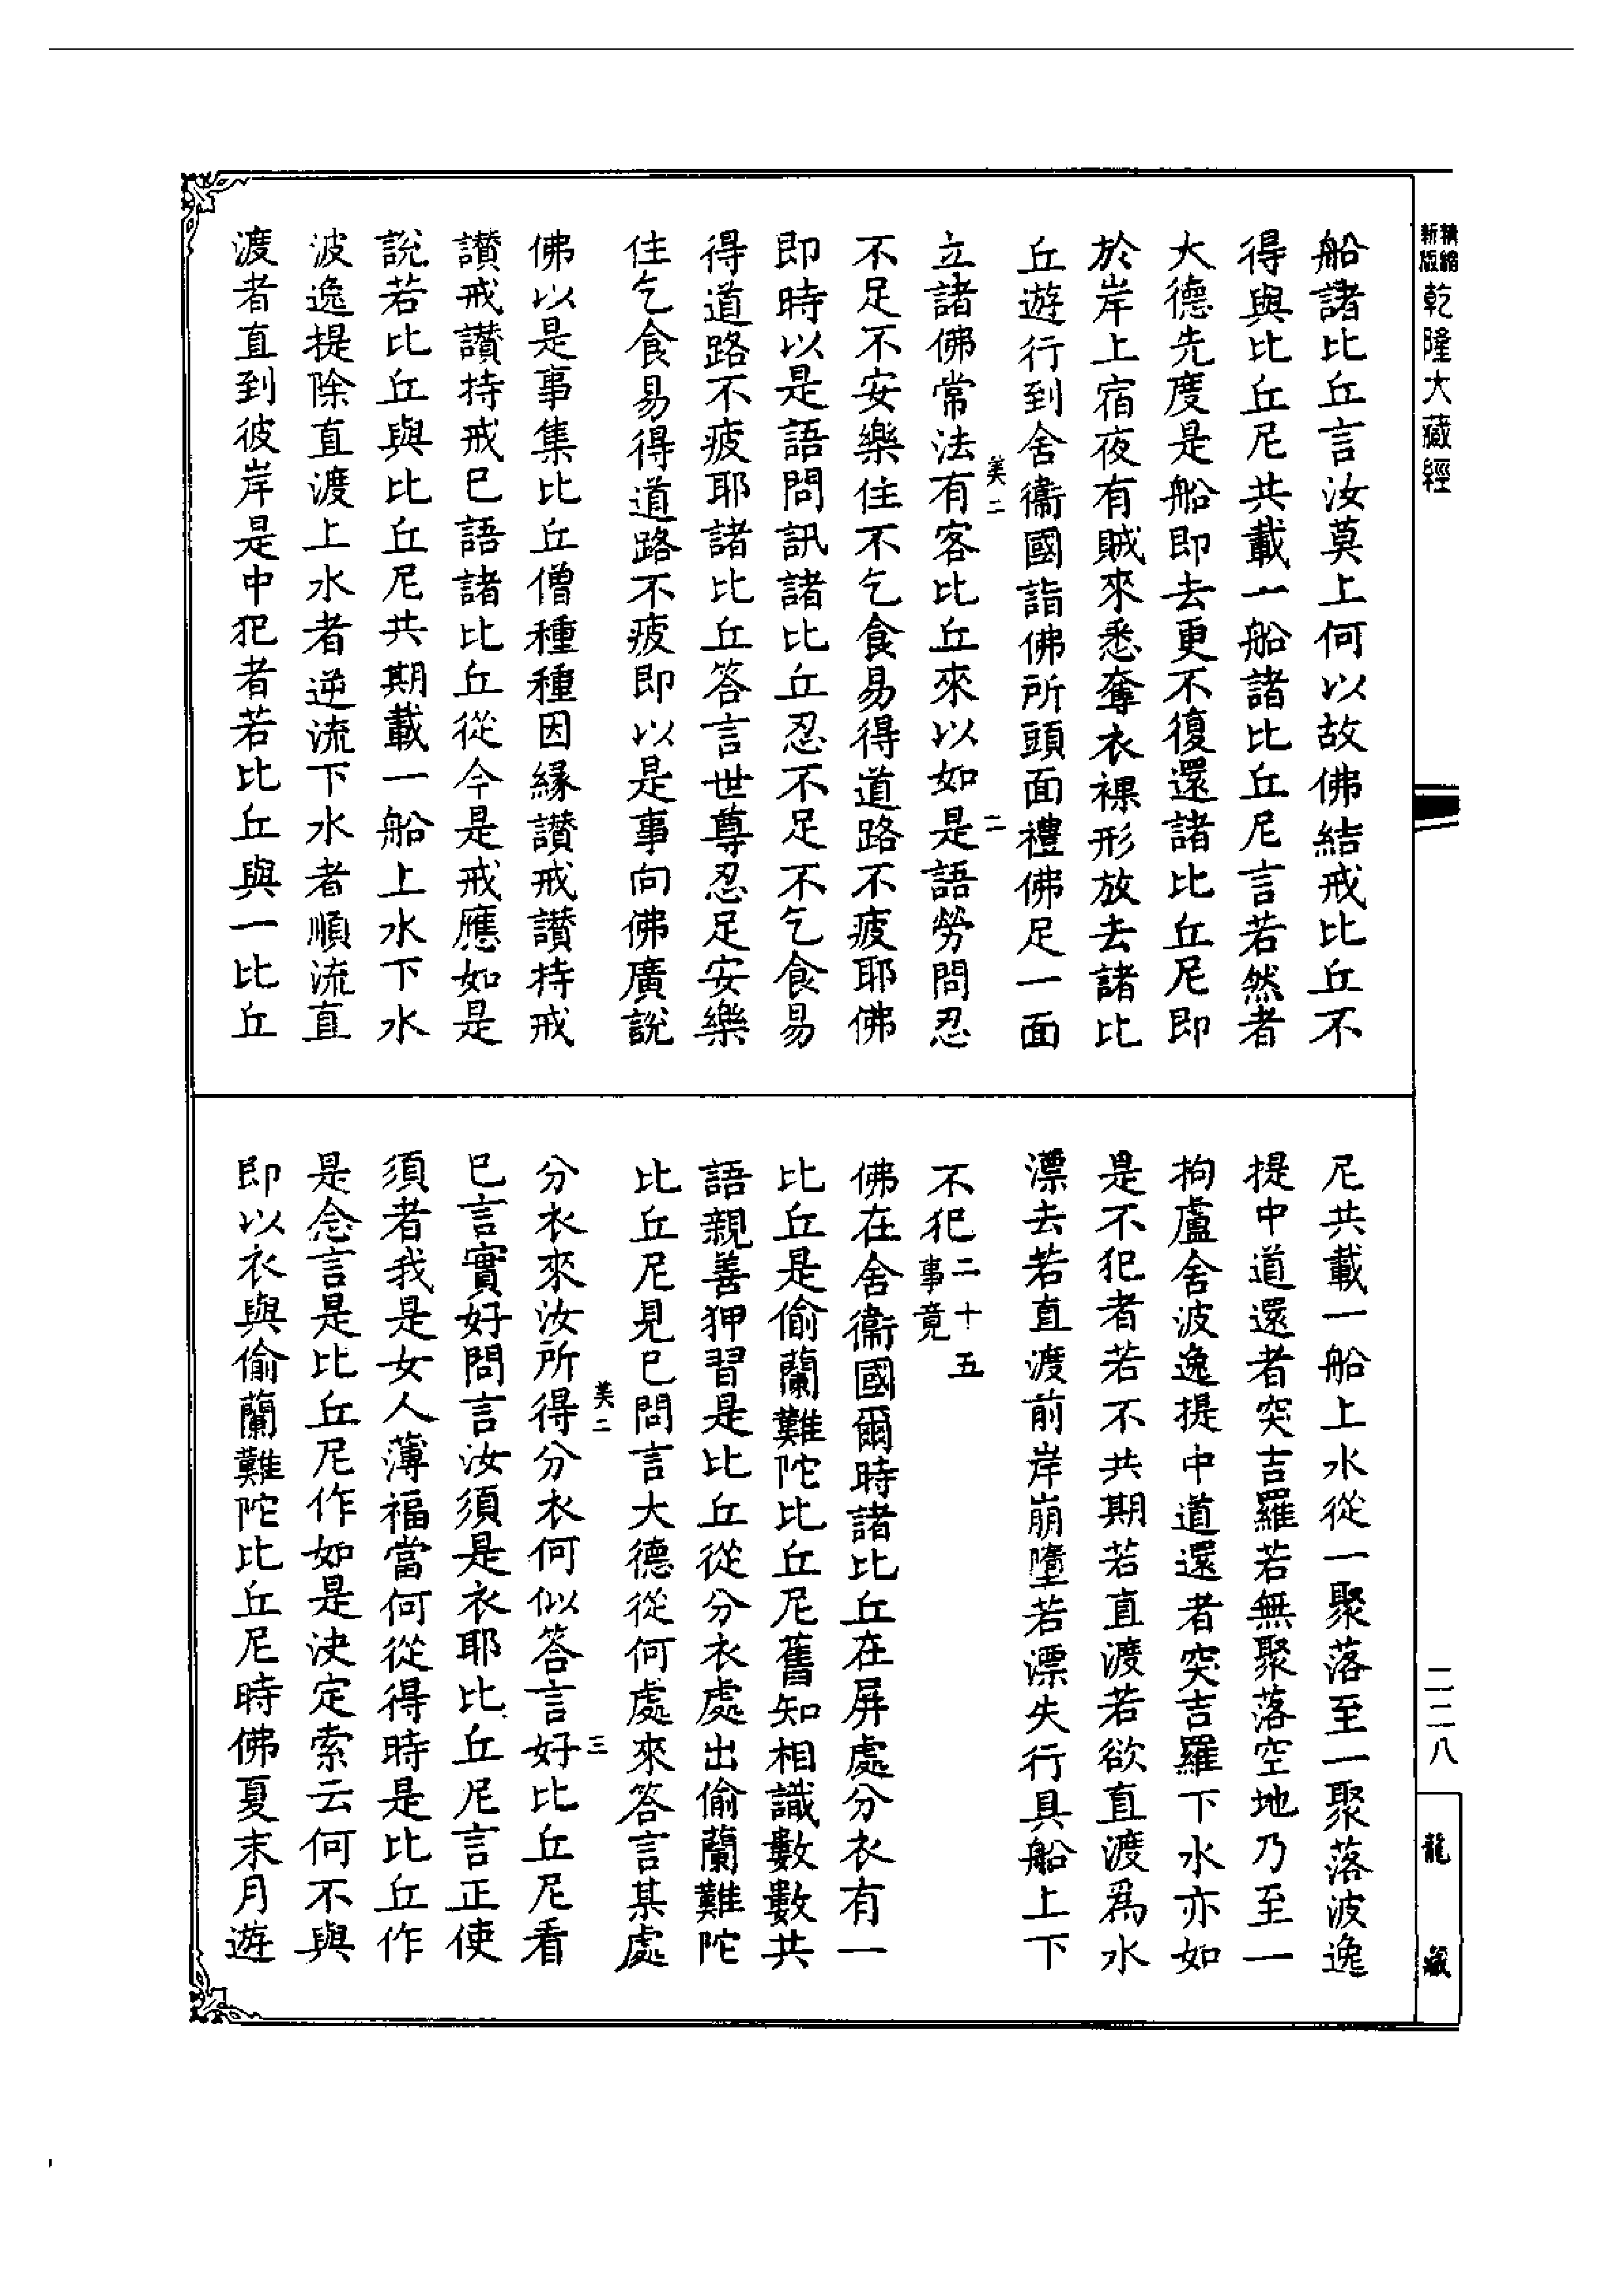 精縮新版乾隆大藏經
船諸比丘言汝莫上何以故佛結戒比丘不
得與比丘尼共載一船諸比丘尼言若然者
大德先度是船即去更不復還諸比丘尼即
於岸上宿夜有賊來悉奪衣裸形放去諸比
丘遊行到舍衞國詣佛所頭面禮佛足一面
美二 二
立諸佛常法有客比丘來以如是語勞問忍
不足不安樂住不乞食易得道路不疲耶佛
即時以是語問訊諸比丘忍不足不乞食易
得道路不疲耶諸比丘答言世尊忍足安樂
住乞食易得道路不疲即以是事向佛廣說
佛以是事集比丘僧種種因緣讚戒讚持戒
讚戒讚持戒已語諸比丘從今是戒應如是
說若比丘與比丘尼共期載一船上水下水
波逸提除直渡上水者逆流下水者順流直
渡者直到彼岸是中犯者若比丘與一比丘
尼共載一船上水從一聚落至一聚落波逸
提中道還者突吉羅若無聚落空地乃至一
拘盧舍波逸提中道還者突吉羅下水亦如
是不犯者若不共期若直渡若欲直渡爲水
漂去若直渡前岸崩墮若漂失行具船上下
不犯二十五事竟
佛在舍衞國爾時諸比丘在屏處分衣有一
比丘是偷蘭難陀比丘尼舊知相識數數共
語親善狎習是比丘從分衣處出偷蘭難陀
比丘尼見已問言大德從何處來答言某處
美二 三
分衣來汝所得分衣何似答言好比丘尼看
已言實好問言汝須是衣耶比丘尼言正使
須者我是女人薄福當何從得時是比丘作
是念言是比丘尼作如是決定索云何不與
即以衣與偷蘭難陀比丘尼時佛夏末月遊
二二八
龍藏